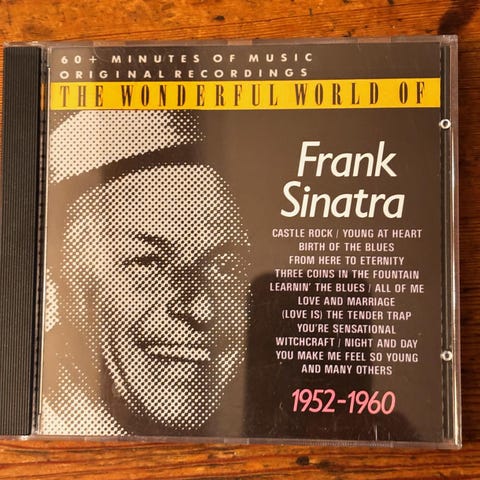 60+ MINUTES OF MUSIC
ORIGINAL RECORDINGS
THE WONDERFUL WORLD OF
Frank
Sinatra
CASTLE ROCK / YOUNG AT HEART
BIRTH OF THE BLUES
FROM HERE TO ETERNITY
THREE COINS IN THE FOUNTAIN
LEARNIN' THE BLUES / ALL OF ME
LOVE AND MARRIAGE
(LOVE IS) THE TENDER TRAP
YOU'RE SENSATIONAL
WITCHCRAFT / NIGHT AND DAY
YOU MAKE ME FEEL SO YOUNG
AND MANY OTHERS
1952-1960